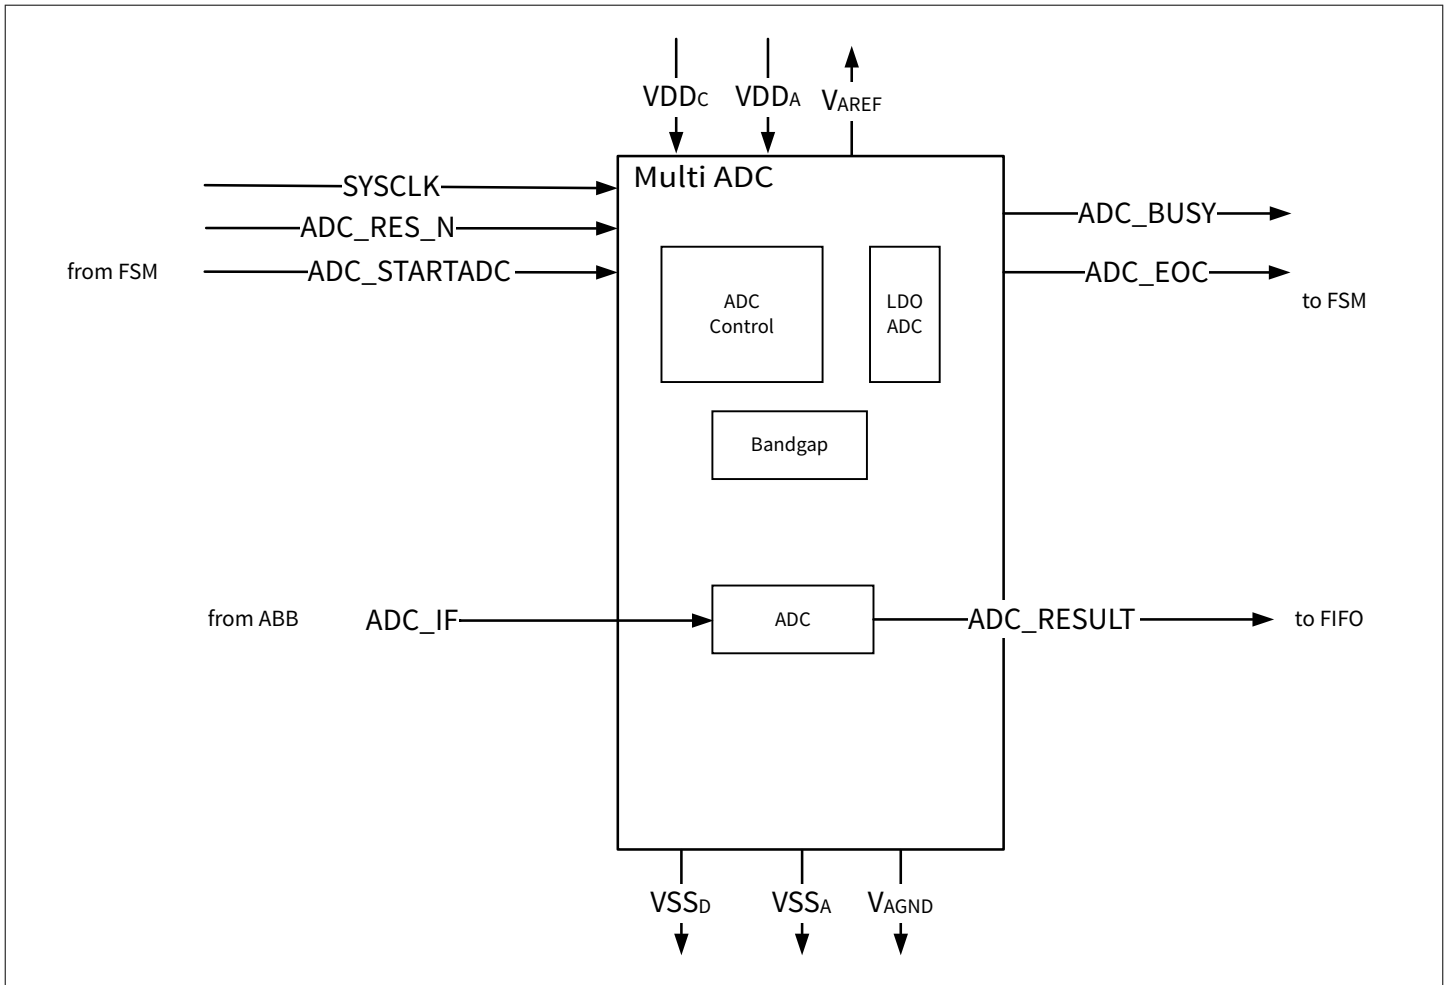 VDDC VDDA VAREF
Multi ADC
SYSCLK
ADC_RES_N
from FSM ADC_STARTADC
ADC_BUSY
ADC_EOC
to FSM
ADC
Control
LDO
ADC
Bandgap
from ABB ADC_IF ADC ADC_RESULT to FIFO
VSSD VSSA VAGND